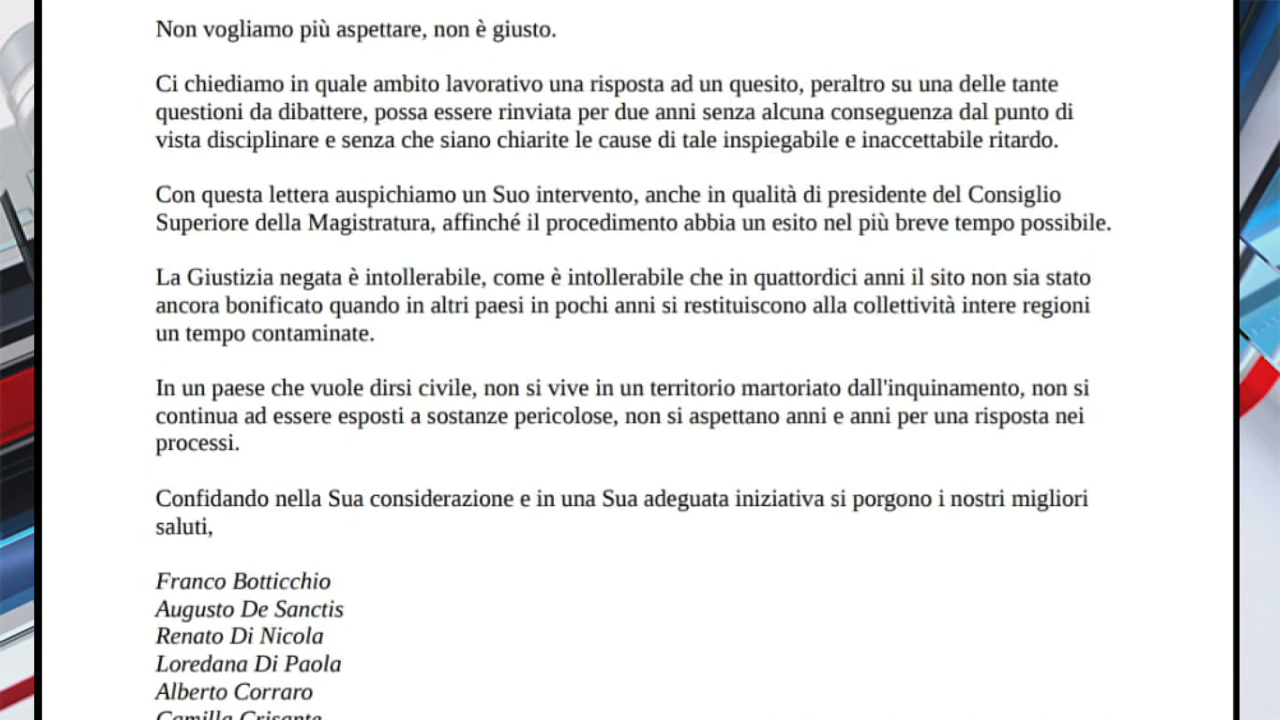 Non vogliamo più aspettare, non è giusto.
Ci chiediamo in quale ambito lavorativo una risposta ad un quesito, peraltro su una delle tante
questioni da dibattere, possa essere rinviata per due anni senza alcuna conseguenza dal punto di
vista disciplinare e senza che siano chiarite le cause di tale inspiegabile e inaccettabile ritardo.
Con questa lettera auspichiamo un Suo intervento, anche in qualità di presidente del Consiglio
Superiore della Magistratura, affinché il procedimento abbia un esito nel più breve tempo possibile.
La Giustizia negata è intollerabile, come è intollerabile che in quattordici anni il sito non sia stato
ancora bonificato quando in altri paesi in pochi anni si restituiscono alla collettività intere regioni
un tempo contaminate.
In un paese che vuole dirsi civile, non si vive in un territorio martoriato dall'inquinamento, non si
continua ad essere esposti a sostanze pericolose, non si aspettano anni e anni per una risposta nei
processi.
Confidando nella Sua considerazione e in una Sua adeguata iniziativa si porgono i nostri migliori
saluti,
Franco Botticchio
Augusto De Sanctis
Renato Di Nicola
Loredana Di Paola
Alberto Corraro
Camilla Crisante